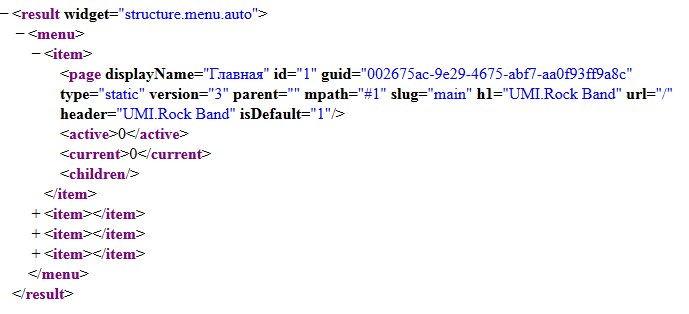 − <result widget="structure.menu.auto">
− <menu>
− <item>
<page displayName="Главная" id="1" guid="002675ac-9e29-4675-abf7-aa0f93ff9a8c"
type="static" version="3" parent="" mpath="#1" slug="main" h1="UMI.Rock Band" url="/"
header="UMI.Rock Band" isDefault="1"/>
<active>0</active>
<current>0</current>
<children/>
</item>
+ <item></item>
+ <item></item>
+ <item></item>
</menu>
</result>